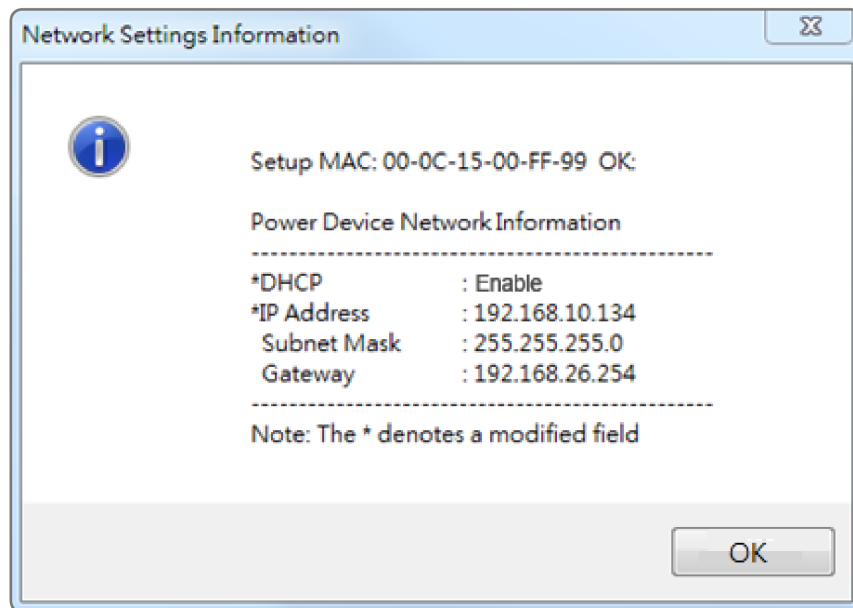 Network Settings Information
Setup MAC: 00-0C-15-00-FF-99 OK:
Power Device Network Information
------------------------------------------------
*DHCP : Enable
*IP Address : 192.168.10.134
Subnet Mask : 255.255.255.0
Gateway : 192.168.26.254
------------------------------------------------
Note: The * denotes a modified field
OK